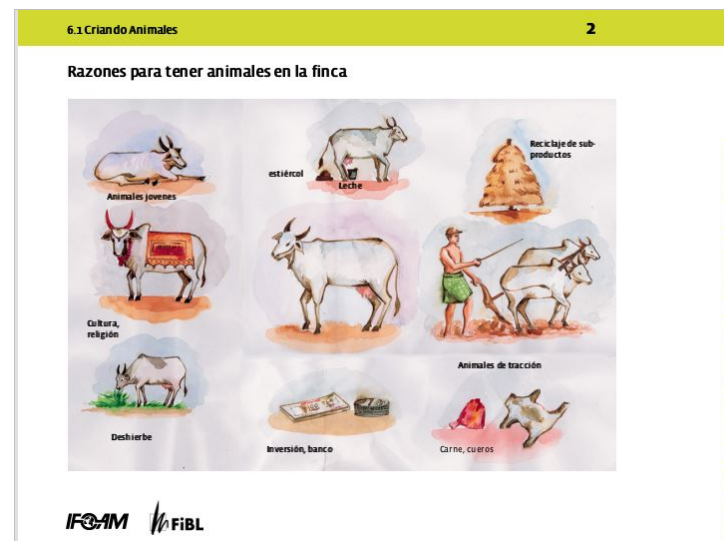 6.1 Criando Animales
2
Razones para tener animales en la finca
Animales jovenes
estiércol
Leche
Reciclaje de sub-
productos
Cultura,
religión
Animales de tracción
Deshierbe
Inversión, banco
Carne, cueros
IFOAM
FiBL